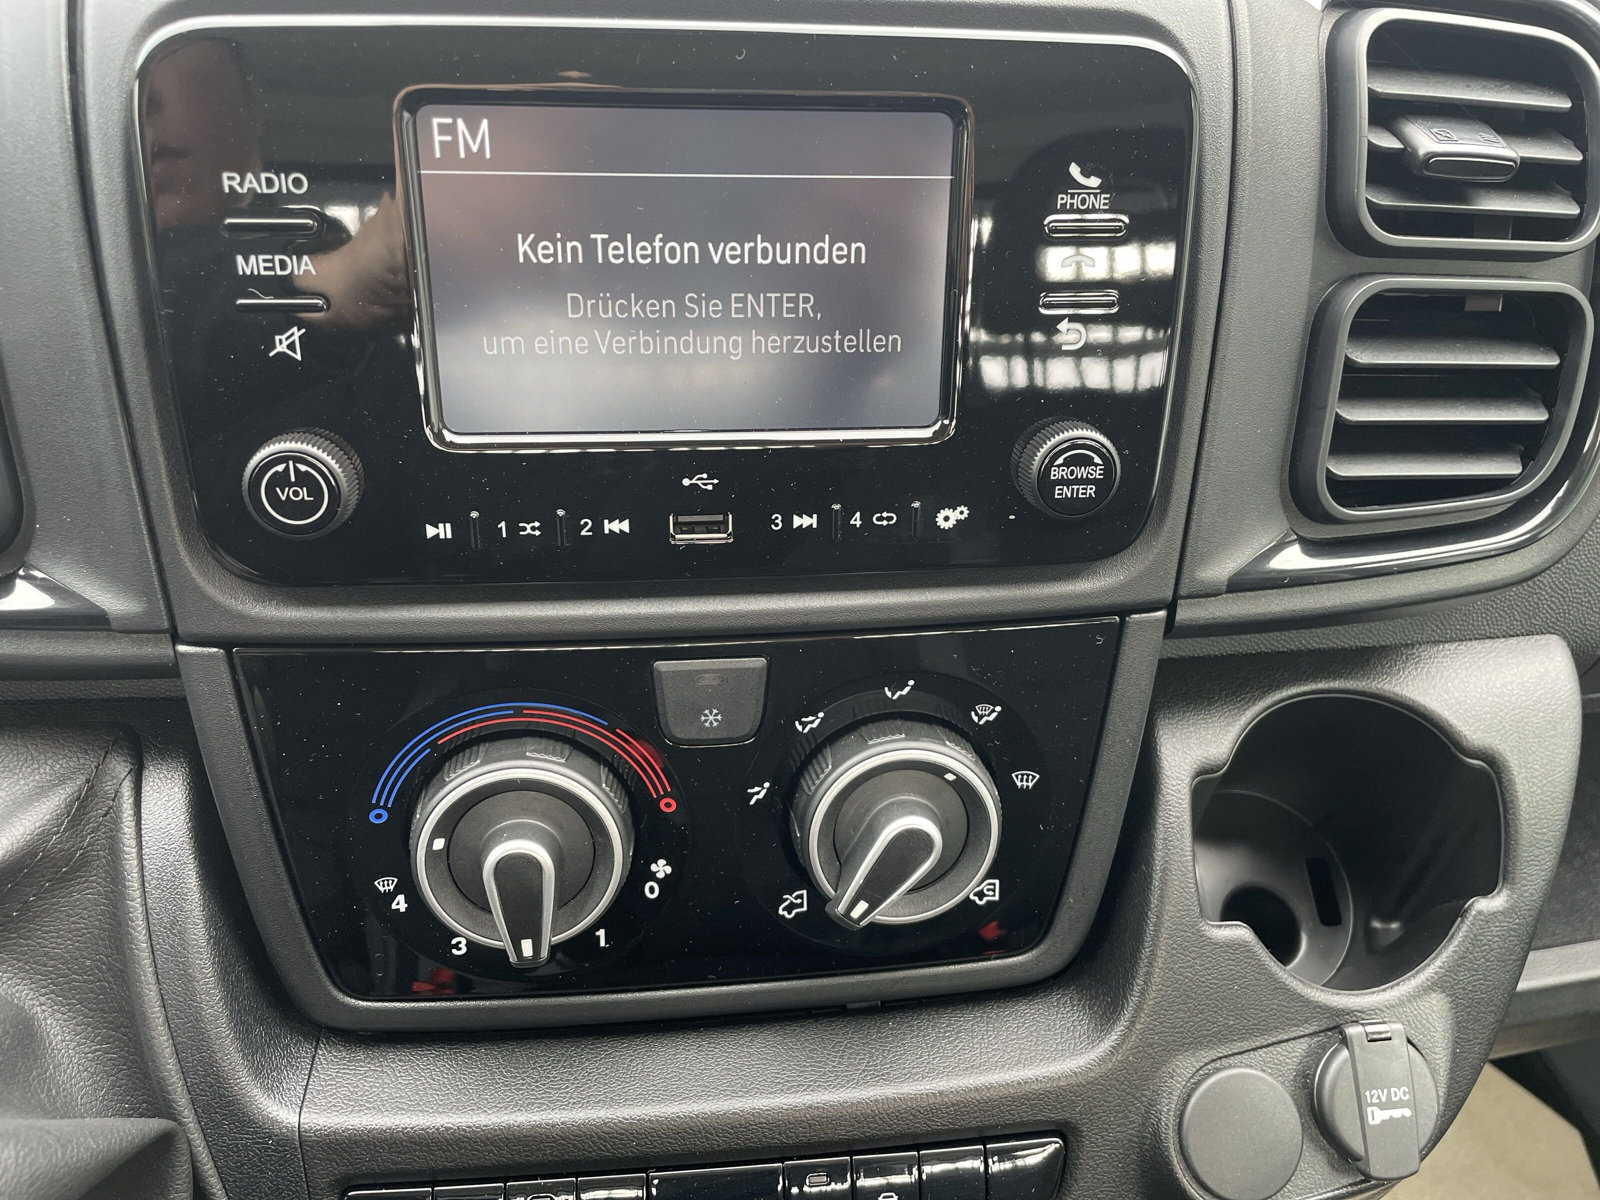 FM
RADIO
MEDIA
Kein Telefon verbunden
Drücken Sie ENTER,
um eine Verbindung herzustellen
PHONE
VOL
BROWSE
ENTER
1
2
3
4
0
1
3
4
12V DC